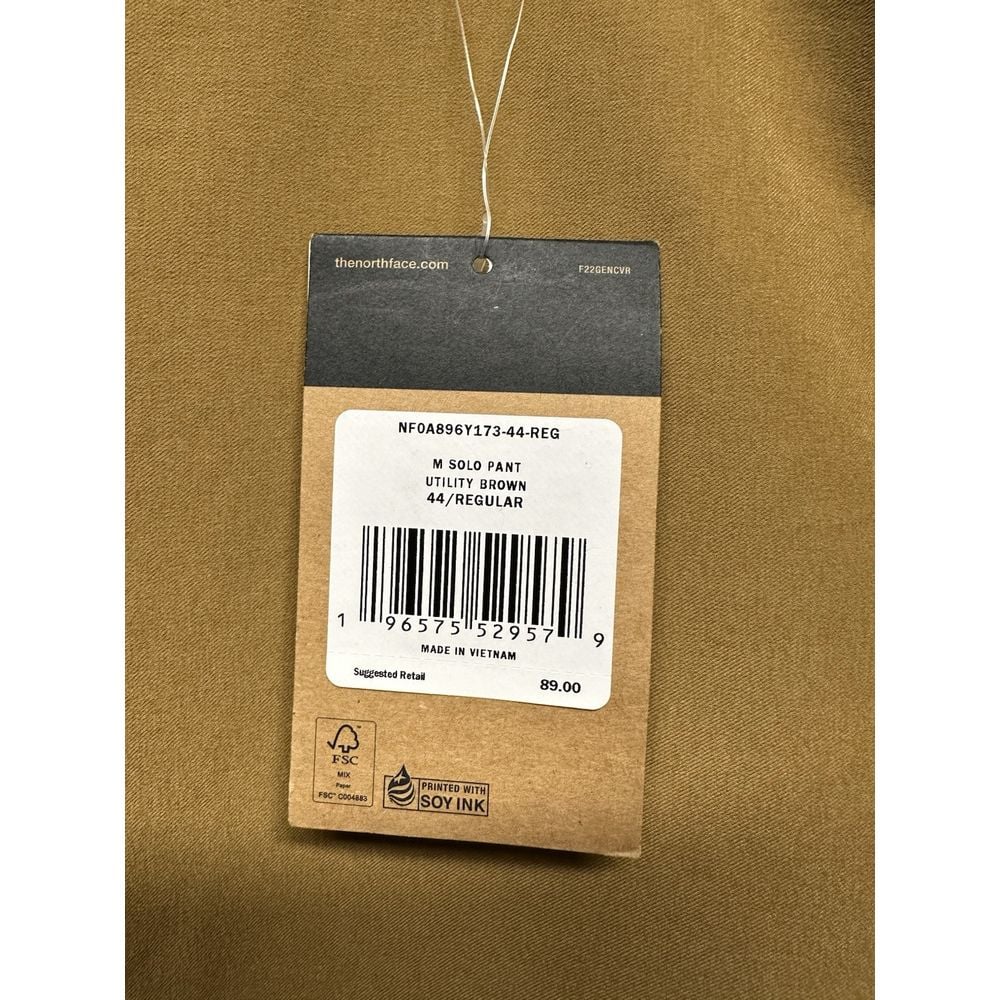 thenorthface.com
F22GENCVR
NF0A896Y173-44-REG
M SOLO PANT
UTILITY BROWN
44/REGULAR
1 96575 52957 9
MADE IN VIETNAM
Suggested Retail 89.00
FSC
MIX
Paper
FSC™ C004883
PRINTED WITH
SOY INK